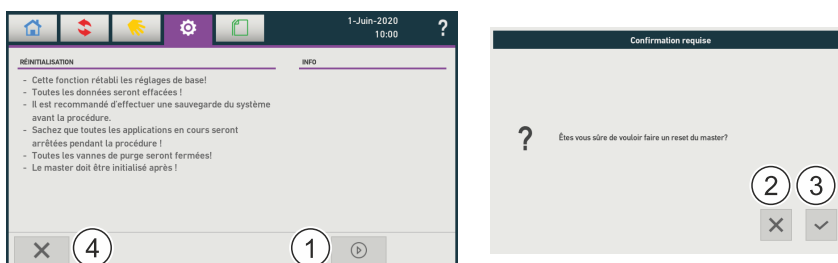 1-Juin-2020
10:00
?
RÉINITIALISATION
INFO
- Cette fonction rétabli les réglages de base!
- Toutes les données seront effacées !
- Il est recommandé d'effectuer une sauvegarde du système
avant la procédure.
- Sachez que toutes les applications en cours seront
arrêtées pendant la procédure !
- Toutes les vannes de purge seront fermées!
- Le master doit être initialisé après !
4
1
Confirmation requise
?
Êtes vous sûre de vouloir faire un reset du master?
2
3